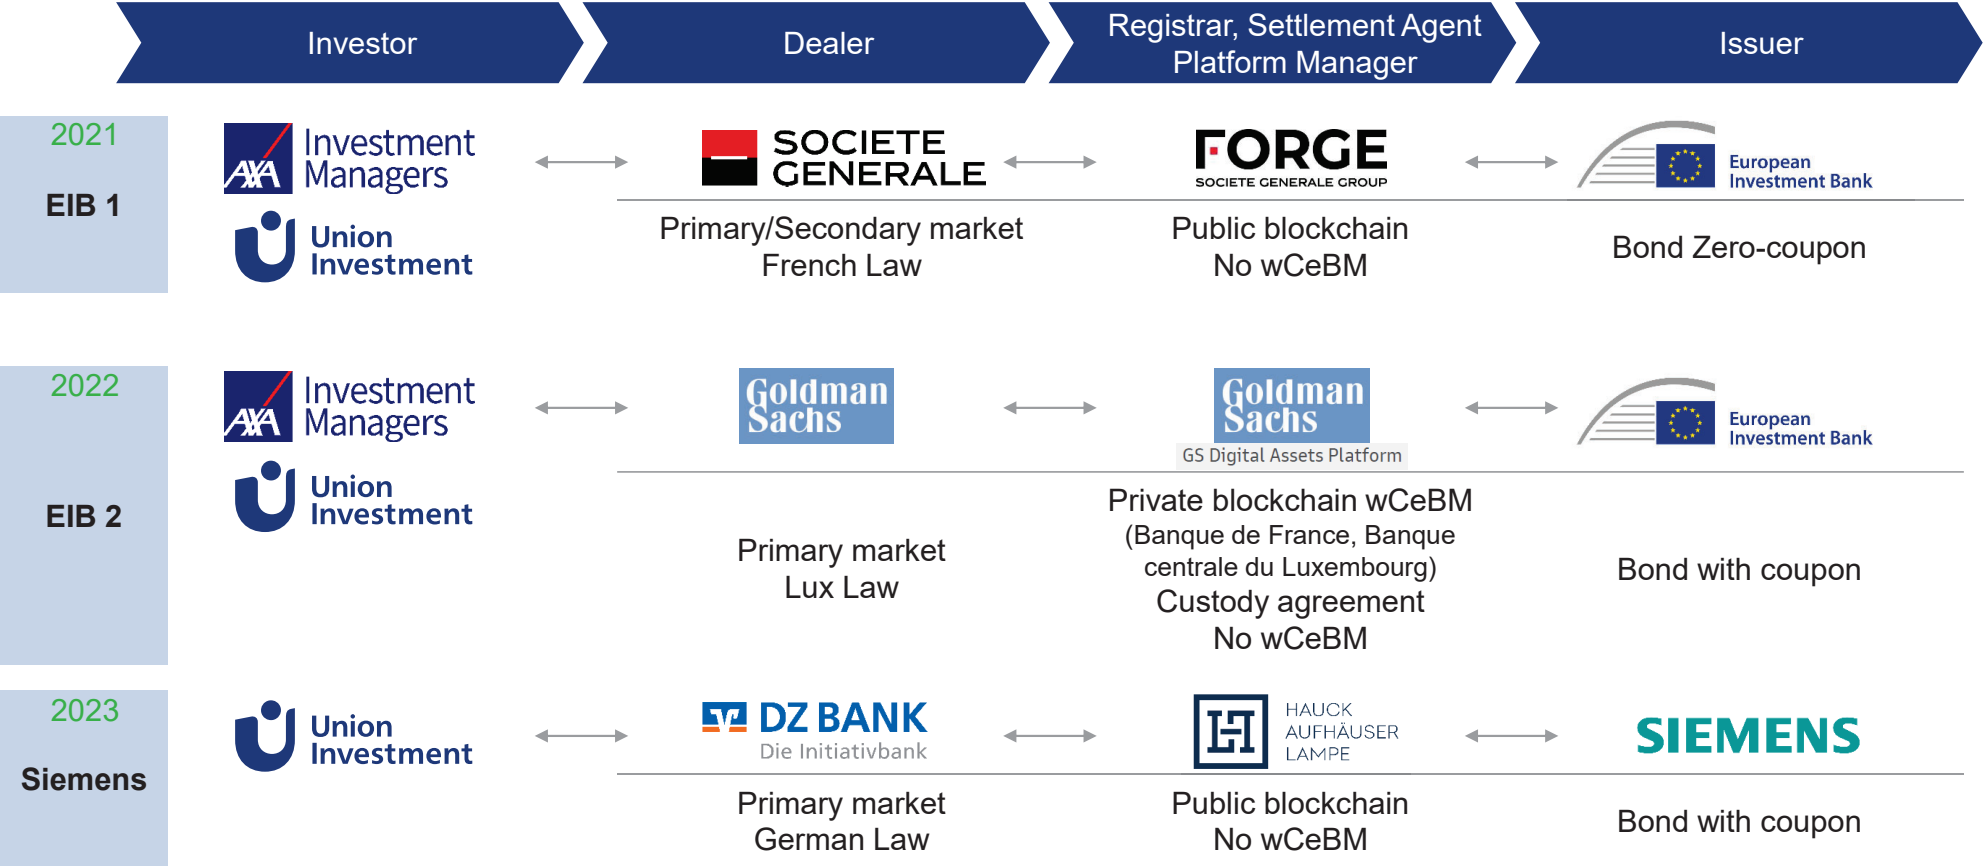 Investor
Dealer
Registrar, Settlement Agent
Platform Manager
Issuer
2021
EIB 1
AXA
Investment
Managers
Union
Investment
SOCIETE
GENERALE
Primary/Secondary market
French Law
FORGE
SOCIETE GENERALE GROUP
Public blockchain
No wCeBM
European
Investment Bank
Bond Zero-coupon
2022
EIB 2
AXA
Investment
Managers
Union
Investment
Goldman
Sachs
Primary market
Lux Law
Goldman
Sachs
GS Digital Assets Platform
Private blockchain wCeBM
(Banque de France, Banque
centrale du Luxembourg)
Custody agreement
No wCeBM
European
Investment Bank
Bond with coupon
2023
Siemens
Union
Investment
DZ BANK
Die Initiativbank
Primary market
German Law
HAUCK
AUFHÄUSER
LAMPE
Public blockchain
No wCeBM
SIEMENS
Bond with coupon